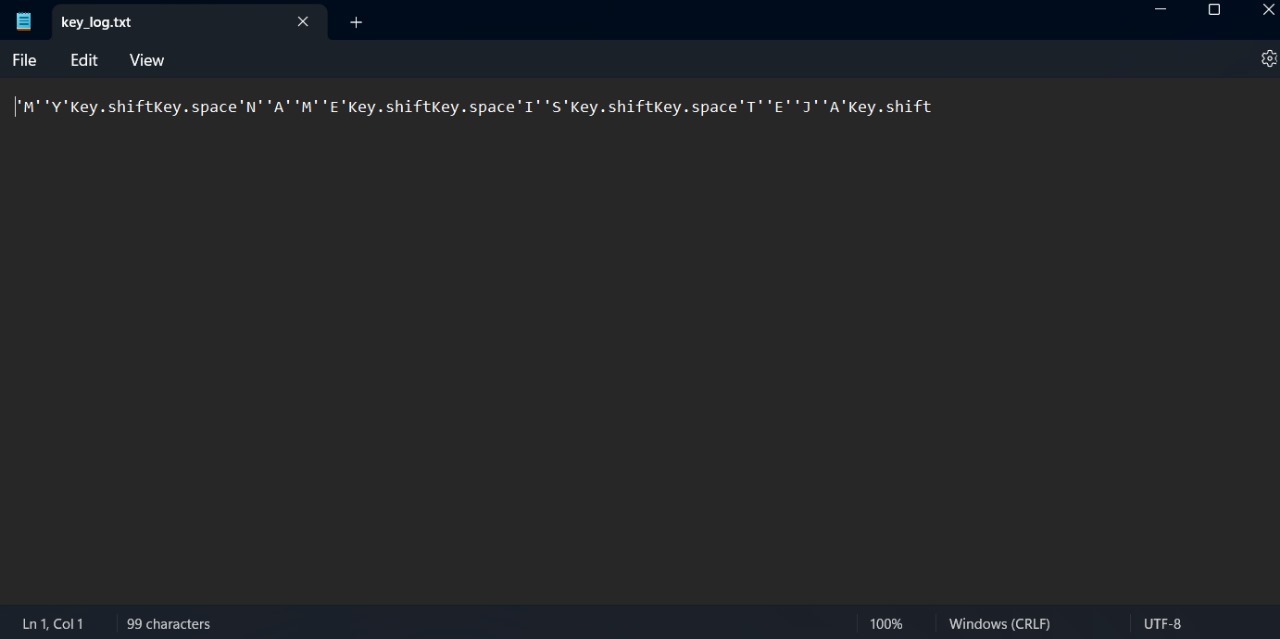 key_log.txt
File Edit View
'M''Y'Key.shiftKey.space'N''A''M''E'Key.shiftKey.space'I''S'Key.shiftKey.space'T''E''J''A'Key.shift
Ln 1, Col 1 99 characters 100% Windows (CRLF) UTF-8